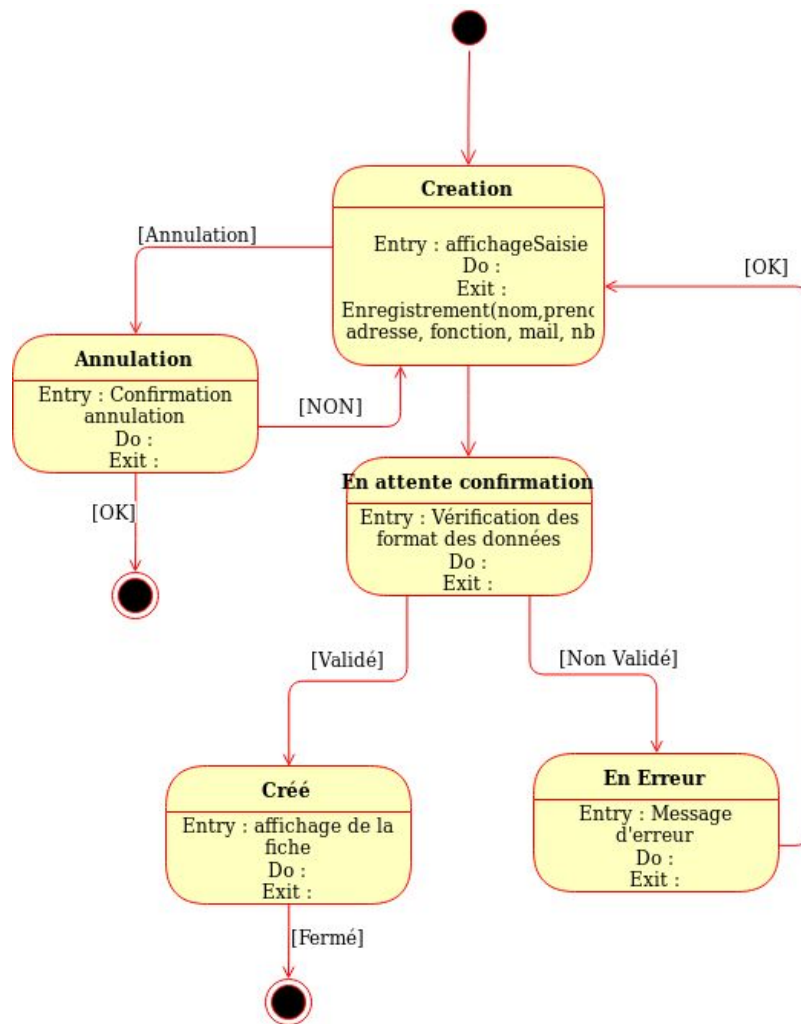 Creation
Entry : affichageSaisie
Do :
Exit :
Enregistrement(nom,prenc
adresse, fonction, mail, nb
[Annulation]
[OK]
Annulation
Entry : Confirmation
annulation
Do :
Exit :
[NON]
[OK]
En attente confirmation
Entry : Vérification des
format des données
Do :
Exit :
[Validé]
[Non Validé]
Créé
Entry : affichage de la
fiche
Do :
Exit :
En Erreur
Entry : Message
d'erreur
Do :
Exit :
[Fermé]